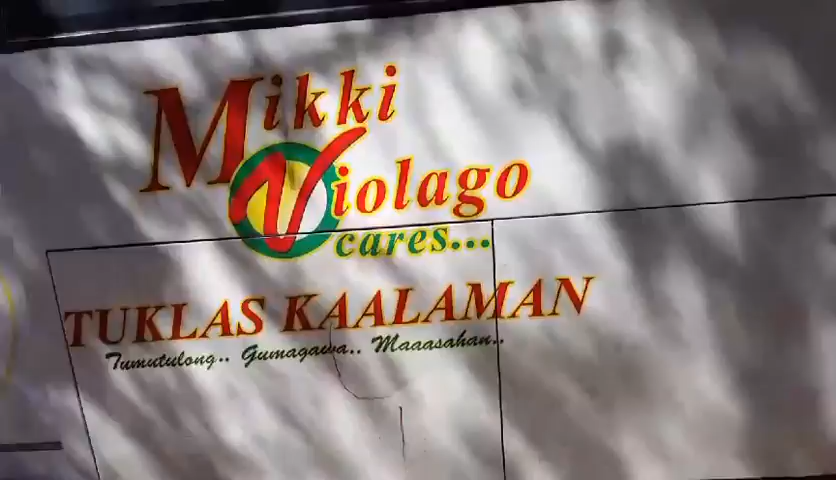 Mikki
Violago
cares...
TUKLAS KAALAMAN
Tumutulong.. Gumagawa.. Maaasahan..